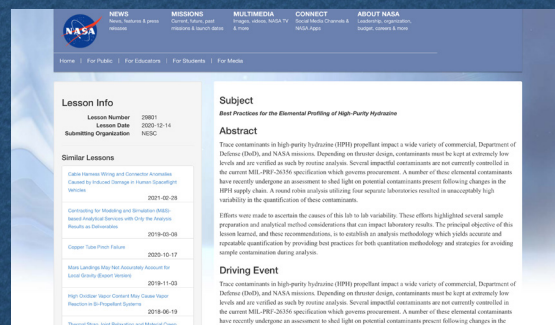 NASA
NEWS
News, features & press
releases
MISSIONS
Current, future, past
missions & launch dates
MULTIMEDIA
Images, videos, NASA TV
& more
CONNECT
Social Media Channels &
NASA Apps
ABOUT NASA
Leadership, organization,
budget, careers & more
Home | For Public | For Educators | For Students | For Media
Lesson Info
Lesson Number 29801
Lesson Date 2020-12-14
Submitting Organization NESC
Similar Lessons
Cable Harness Wiring and Connector Anomalies
Caused by Induced Damage in Human Spaceflight
Vehicles
2021-02-28
Contracting for Modeling and Simulation (M&S)-
based Analytical Services with Only the Analysis
Results as Deliverables
2019-03-08
Copper Tube Pinch Failure
2020-10-17
Mass Landings May Not Accurately Account for
Local Gravity (Expert Version)
2019-11-03
High Oxidizer Vapor Content May Cause Vapor
Reaction in Bi-Propellant Systems
2018-06-19
Subject
Best Practices for the Elemental Profiling of High-Purity Hydrazine
Abstract
Trace contaminants in high-purity hydrazine (HPH) propellant impact a wide variety of commercial, Department of
Defense (DoD), and NASA missions. Depending on thruster design, contaminants must be kept at extremely low
levels and are verified as such by routine analysis. Several impactful contaminants are not currently controlled in
the current MIL-PRF-26356 specification which governs procurement. A number of these elemental contaminants
have recently undergone an assessment to shed light on potential contaminants present following changes in the
HPH supply chain. A round robin analysis utilizing four separate laboratories resulted in unacceptably high
variability in the quantification of these contaminants.
Efforts were made to ascertain the causes of this lab to lab variability. These efforts highlighted several sample
preparation and analytical method considerations that can impact laboratory results. The principal objective of this
lesson learned, and these recommendations, is to establish an analysis methodology which yields accurate and
repeatable quantification by providing best practices for both quantitation methodology and strategies for avoiding
sample contamination during analysis.
Driving Event
Trace contaminants in high-purity hydrazine (HPH) propellant impact a wide variety of commercial, Department of
Defense (DoD), and NASA missions. Depending on thruster design, contaminants must be kept at extremely low
levels and are verified as such by routine analysis. Several impactful contaminants are not currently controlled in
the current MIL-PRF-26356 specification which governs procurement. A number of these elemental contaminants
have recently undergone an assessment to shed light on potential contaminants present following changes in the